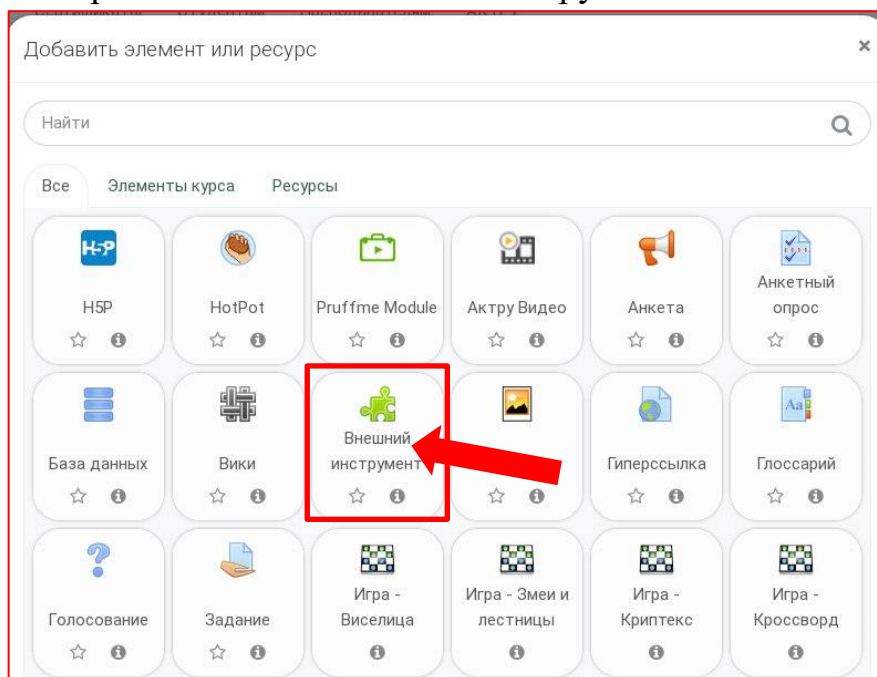 Добавить элемент или ресурс ×
Найти
Все Элементы курса Ресурсы
H5P
H5P HotPot Pruffme Module Актру Видео Анкета Анкетный
опрос
База данных Вики Внешний
инструмент Гиперссылка Глоссарий
Aa
Голосование Задание Игра -
Виселица Игра - Змеи и
лестницы Игра -
Криптекс Игра -
Кроссворд